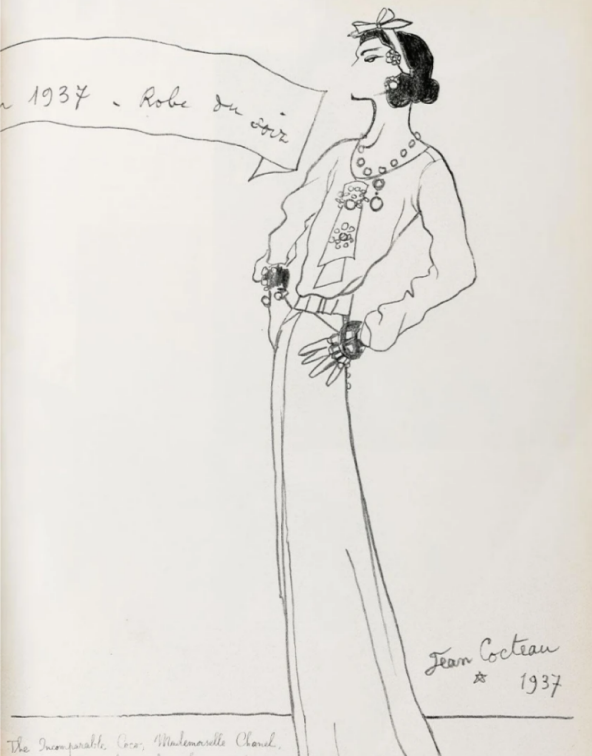 1937 - Robe du soir
Jean Cocteau
1937
The Incomparable Coco, Mademoiselle Chanel.